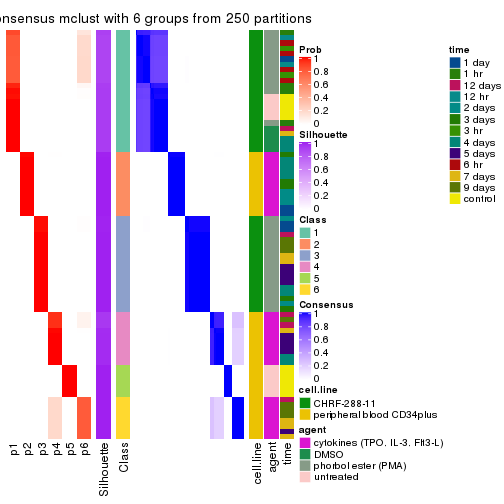 onsensus mclust with 6 groups from 250 partitions
Prob
1
0.8
0.6
0.4
0.2
0
Silhouette
1
0.8
0.6
0.4
0.2
0
Class
1
2
3
4
5
6
Consensus
1
0.8
0.6
0.4
0.2
0
cell.line
CHRF-288-11
peripheral blood CD34plus
agent
cytokines (TPO, IL-3, Flt3-L)
DMSO
phorbol ester (PMA)
untreated
time
1 day
1 hr
12 days
12 hr
2 days
3 days
3 hr
4 days
5 days
6 hr
7 days
9 days
control
p1
p2
p3
p4
p5
p6
Silhouette
Class
cell.line
agent
time